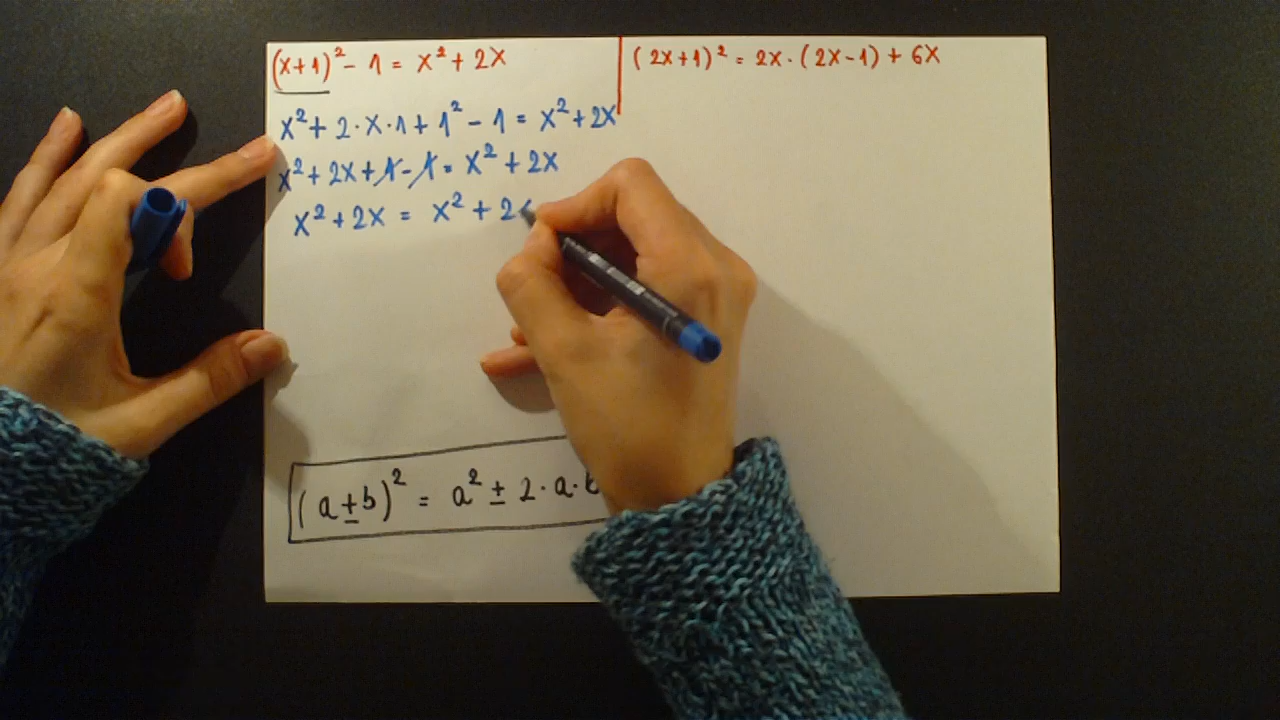 (x+1)² - 1 = x² + 2x
x² + 2·x·1 + 1² - 1 = x² + 2x
x² + 2x + 1 - 1 = x² + 2x
x² + 2x = x² + 2
(a ± b)² = a² ± 2·a·
(2x+1)² = 2x·(2x-1) + 6x